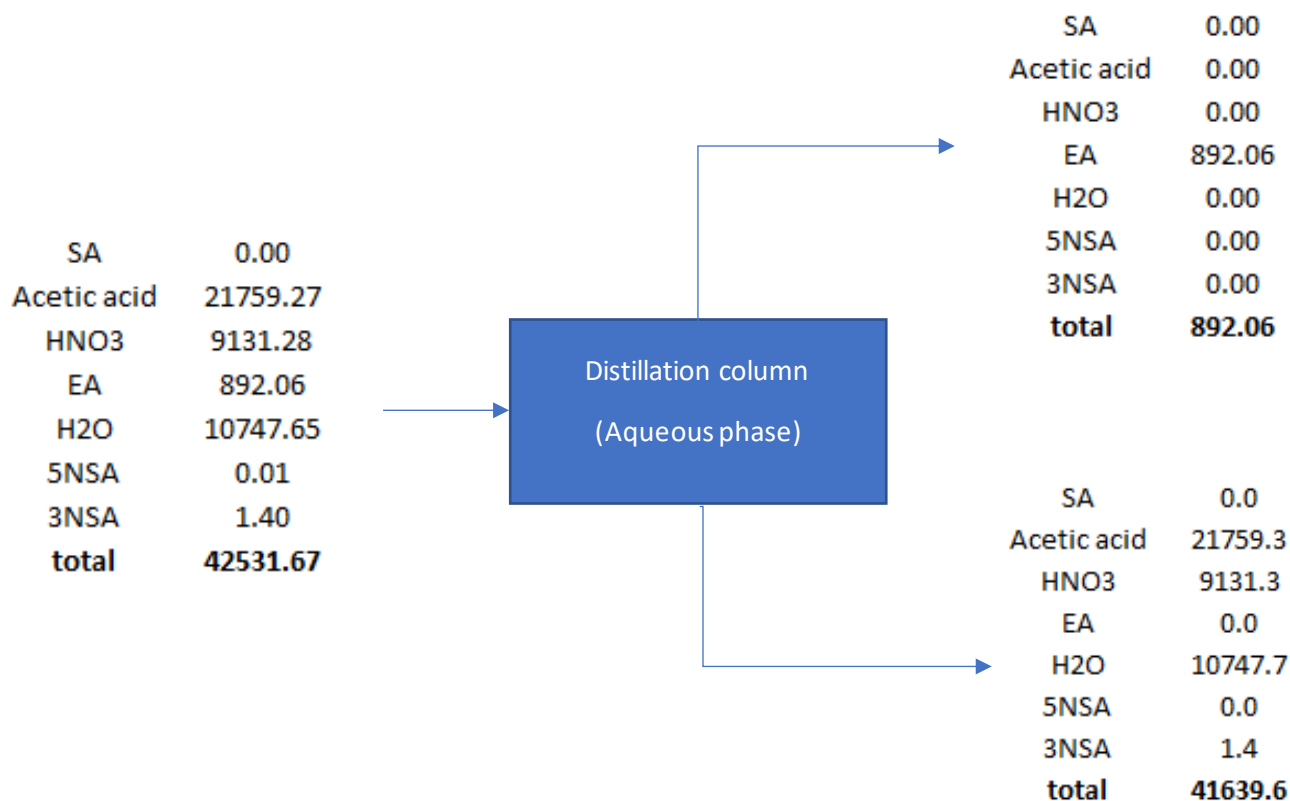 SA 0.00
Acetic acid 21759.27
HNO3 9131.28
EA 892.06
H2O 10747.65
5NSA 0.01
3NSA 1.40
total 42531.67
Distillation column
(Aqueous phase)
SA 0.00
Acetic acid 0.00
HNO3 0.00
EA 892.06
H2O 0.00
5NSA 0.00
3NSA 0.00
total 892.06
SA 0.0
Acetic acid 21759.3
HNO3 9131.3
EA 0.0
H2O 10747.7
5NSA 0.0
3NSA 1.4
total 41639.6